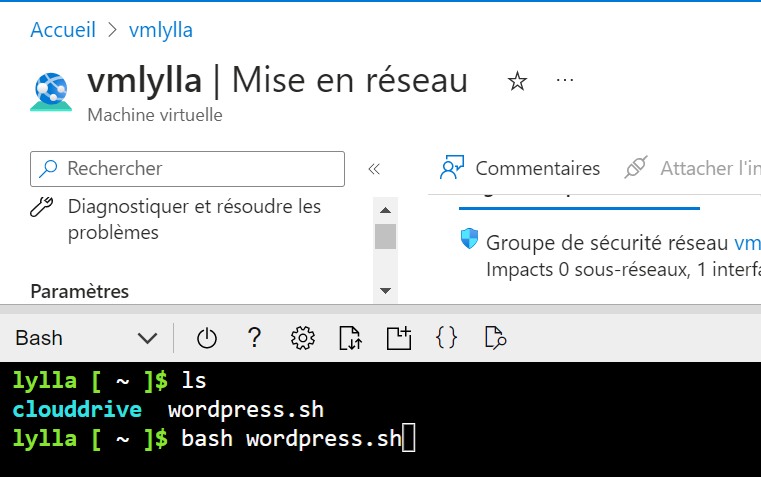 Accueil > vmlylla
vmlylla | Mise en réseau
Machine virtuelle
Rechercher
Commentaires
Attacher l'in
Diagnostiquer et résoudre les
problèmes
Groupe de sécurité réseau vm
Impacts 0 sous-réseaux, 1 interfa
Paramètres
Bash
lylla [ ~ ]$ ls
clouddrive wordpress.sh
lylla [ ~ ]$ bash wordpress.sh